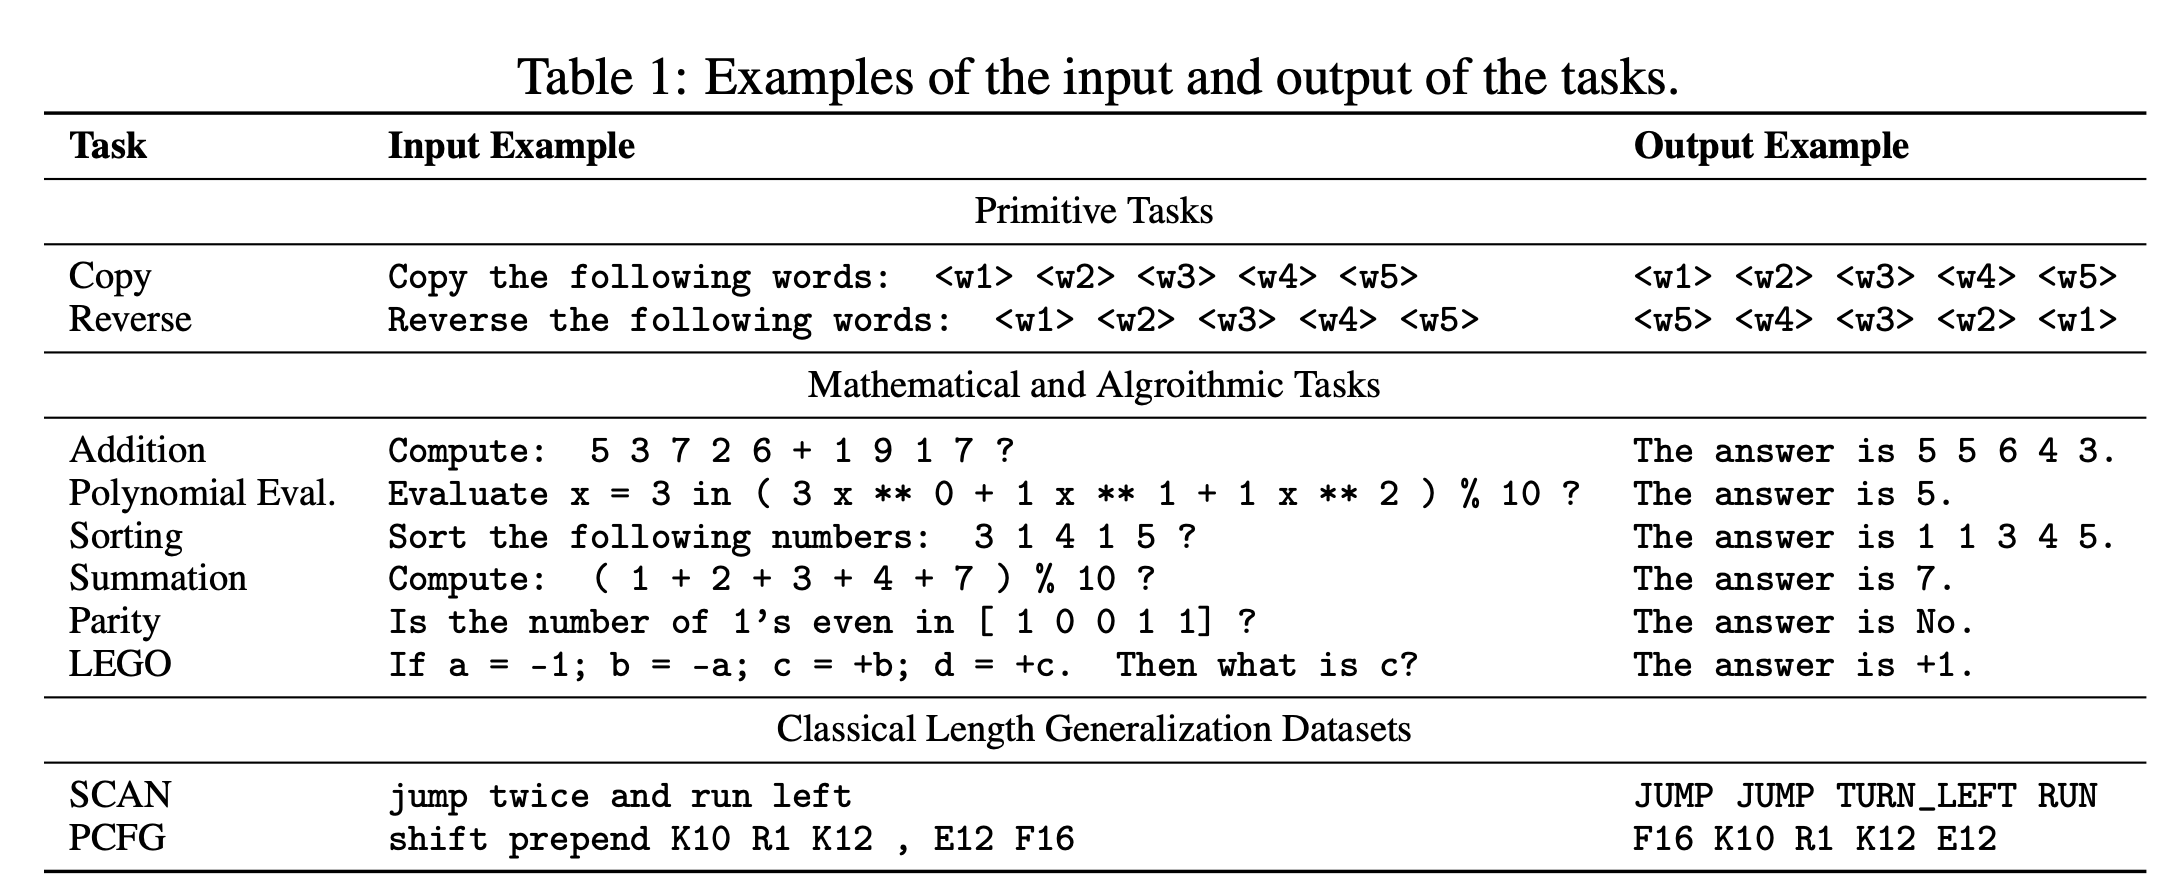 Table 1: Examples of the input and output of the tasks.
Task Input Example Output Example
Primitive Tasks
Copy Copy the following words: <w1> <w2> <w3> <w4> <w5> <w1> <w2> <w3> <w4> <w5>
Reverse Reverse the following words: <w1> <w2> <w3> <w4> <w5> <w5> <w4> <w3> <w2> <w1>
Mathematical and Algroithmic Tasks
Addition Compute: 5 3 7 2 6 + 1 9 1 7 ? The answer is 5 5 6 4 3.
Polynomial Eval. Evaluate x = 3 in ( 3 x ** 0 + 1 x ** 1 + 1 x ** 2 ) % 10 ? The answer is 5.
Sorting Sort the following numbers: 3 1 4 1 5 ? The answer is 1 1 3 4 5.
Summation Compute: ( 1 + 2 + 3 + 4 + 7 ) % 10 ? The answer is 7.
Parity Is the number of 1’s even in [ 1 0 0 1 1] ? The answer is No.
LEGO If a = -1; b = -a; c = +b; d = +c. Then what is c? The answer is +1.
Classical Length Generalization Datasets
SCAN jump twice and run left JUMP JUMP TURN_LEFT RUN
PCFG shift prepend K10 R1 K12 , E12 F16 F16 K10 R1 K12 E12